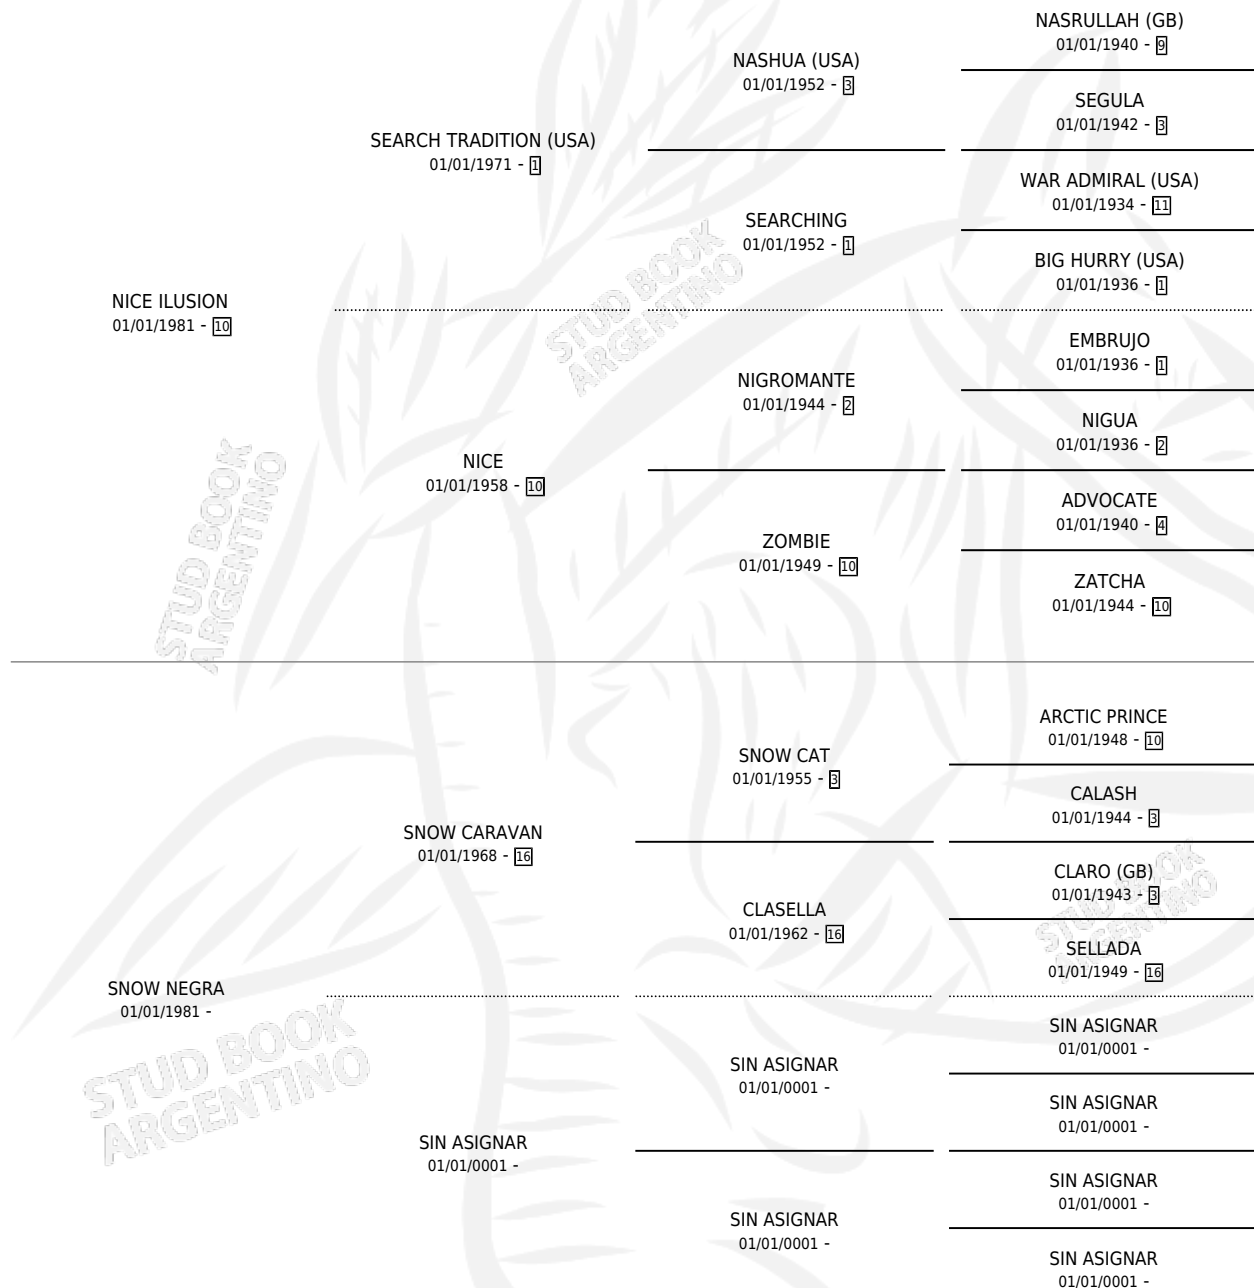 NASRULLAH (GB)
01/01/1940 - 9
NASHUA (USA)
01/01/1952 - 3
SEGULA
01/01/1942 - 3
SEARCH TRADITION (USA)
01/01/1971 - 1
WAR ADMIRAL (USA)
01/01/1934 - 11
SEARCHING
01/01/1952 - 1
BIG HURRY (USA)
01/01/1936 - 1
NICE ILUSION
01/01/1981 - 10
STUD BOOK
ARGENTINO
EMBRUJO
01/01/1936 - 1
NIGROMANTE
01/01/1944 - 2
NIGUA
01/01/1936 - 2
NICE
01/01/1958 - 10
ADVOCATE
01/01/1940 - 4
ZOMBIE
01/01/1949 - 10
ZATCHA
01/01/1944 - 10
STUD BOOK
ARGENTINO
ARCTIC PRINCE
01/01/1948 - 10
SNOW CAT
01/01/1955 - 3
CALASH
01/01/1944 - 3
SNOW CARAVAN
01/01/1968 - 16
CLARO (GB)
01/01/1943 - 3
CLASELLA
01/01/1962 - 16
SELLADA
01/01/1949 - 16
STUD BOOK
ARGENTINO
SNOW NEGRA
01/01/1981 -
SIN ASIGNAR
01/01/0001 -
SIN ASIGNAR
01/01/0001 -
SIN ASIGNAR
01/01/0001 -
STUD BOOK
ARGENTINO
SIN ASIGNAR
01/01/0001 -
SIN ASIGNAR
01/01/0001 -
SIN ASIGNAR
01/01/0001 -
SIN ASIGNAR
01/01/0001 -